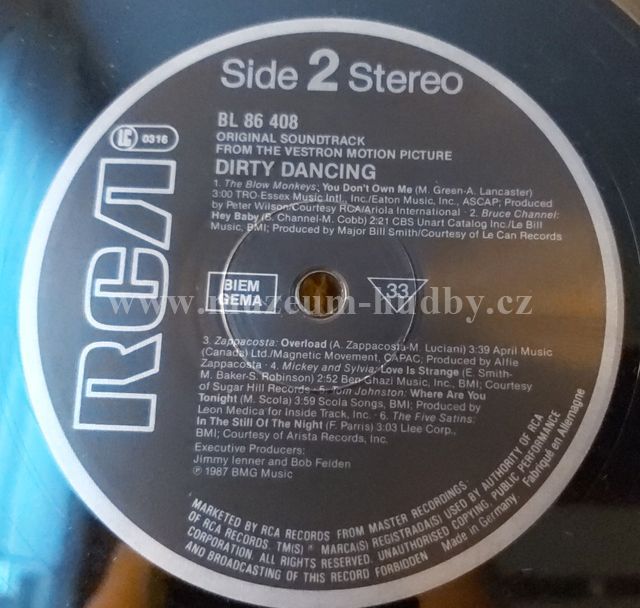 Side 2 Stereo
BL 86 408
LC 0316
ORIGINAL SOUNDTRACK
FROM THE VESTRON MOTION PICTURE
DIRTY DANCING
1. The Blow Monkeys: You Don't Own Me (M. Green-A. Lancaster)
3:00 TRO-Essex Music Intl., Inc./Eaton Music, Inc., ASCAP; Produced
by Peter Wilson/Courtesy RCA/Ariola International · 2. Bruce Channel:
Hey Baby (B. Channel-M. Cobb) 2:21 CBS Unart Catalog Inc/Le Bill
Music, BMI; Produced by Major Bill Smith/Courtesy of Le Cam Records
RCA
BIEM
GEMA
33
www.muzeum-hudby.cz
3. Zappacosta: Overload (A. Zappacosta-M. Luciani) 3:39 April Music
(Canada) Ltd./Magnetic Movement, CAPAC; Produced by Alfie
Zappacosta · 4. Mickey and Sylvia: Love Is Strange (E. Smith-
M. Baker-S. Robinson) 2:52 Ben Ghazi Music, Inc., BMI; Courtesy
of Sugar Hill Records · 5. Tom Johnston: Where Are You
Tonight (M. Scola) 3:59 Scola Songs, BMI; Produced by
Leon Medica for Inside Track, Inc. · 6. The Five Satins:
In The Still Of The Night (F. Parris) 3:03 Llee Corp.,
BMI; Courtesy of Arista Records, Inc.
Executive Producers:
Jimmy Ienner and Bob Feiden
℗ 1987 BMG Music
MARKETED BY RCA RECORDS FROM MASTER RECORDINGS
OF RCA RECORDS. TM(S) ® MARCA(S) REGISTRADA(S) USED BY AUTHORITY OF RCA
CORPORATION. ALL RIGHTS RESERVED. UNAUTHORISED COPYING, PUBLIC PERFORMANCE
AND BROADCASTING OF THIS RECORD FORBIDDEN
Made in Germany. Fabriqué en Allemagne